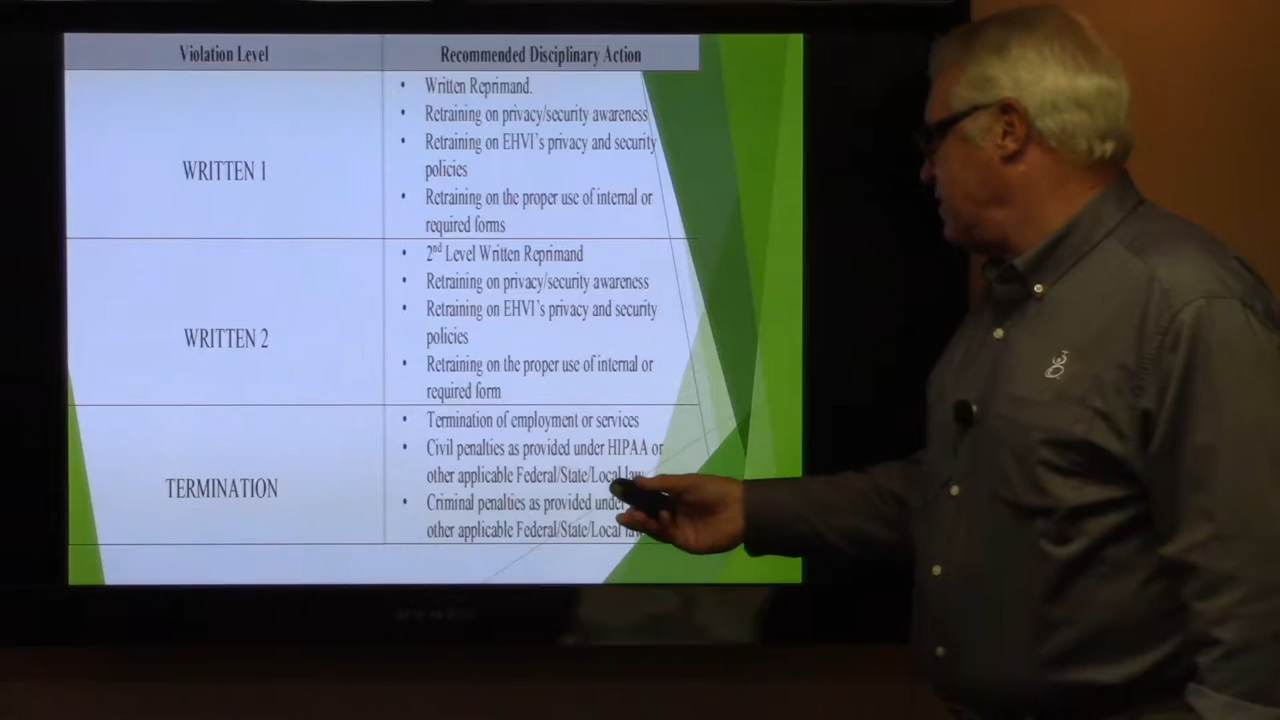 Violation Level
Recommended Disciplinary Action
WRITTEN 1
• Written Reprimand.
• Retraining on privacy/security awareness
• Retraining on EHVI's privacy and security
policies
• Retraining on the proper use of internal or
required forms
WRITTEN 2
• 2nd Level Written Reprimand
• Retraining on privacy/security awareness
• Retraining on EHVI's privacy and security
policies
• Retraining on the proper use of internal or
required form
TERMINATION
• Termination of employment or services
• Civil penalties as provided under HIPAA or
other applicable Federal/State/Local law
• Criminal penalties as provided
other applicable Federal/State/Local law